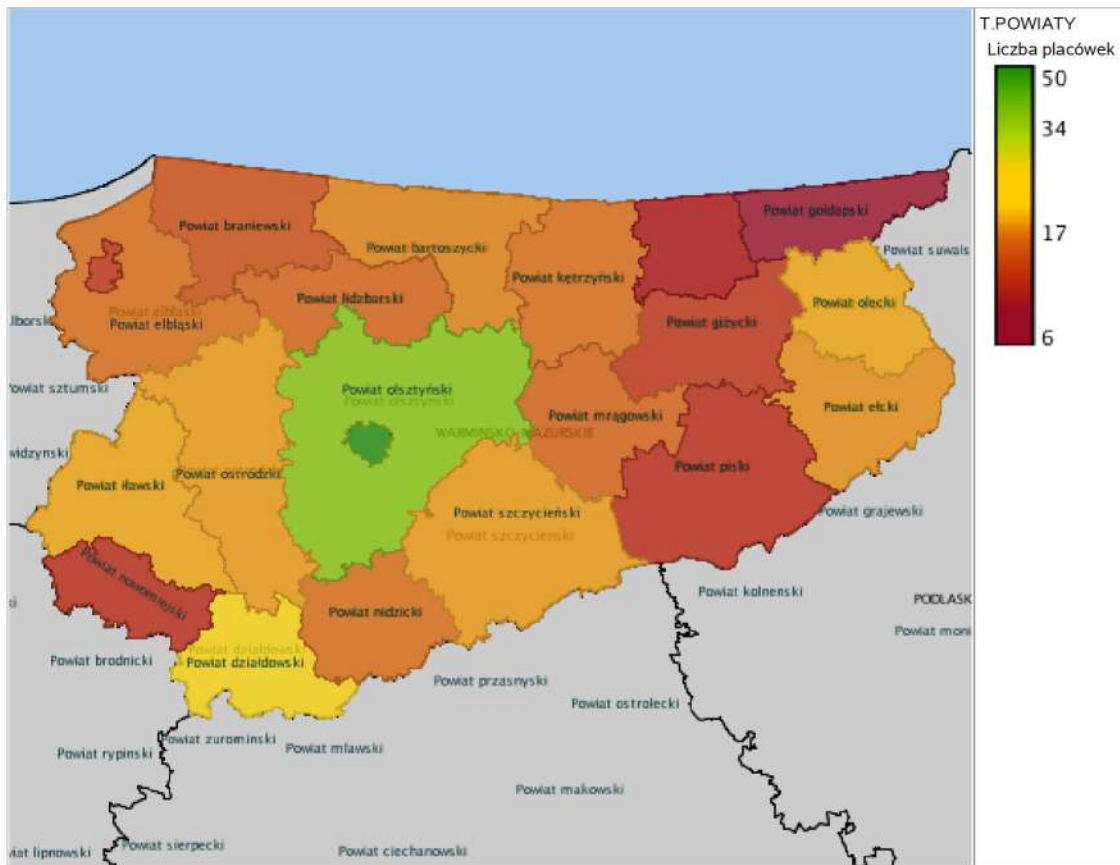 T.POWIATY
Liczba placówek
50
34
17
6
Powiat gołdapski
Powiat braniewski
Powiat bartoszycki
Powiat suwals
Powiat kętrzyński
Powiat lidzbarski
Powiat olecki
Powiat elbląski
Powiat elbląski
lborsk
Powiat giżycki
Powiat sztumski
Powiat olsztyński
Powiat olsztyński
Powiat ełcki
Powiat mrągowski
WARMIŃSKO-MAZURSKIE
widzynski
Powiat ostródzki
Powiat piski
Powiat iławski
Powiat szczycieński
Powiat grajewski
Powiat szczycieński
Powiat nowomiejski
Powiat kolnenski
PODLASK
ki
Powiat nidzicki
Powiat moni
Powiat działdowski
Powiat działdowski
Powiat brodnicki
Powiat przasnyski
Powiat ostrolecki
Powiat zurominski
Powiat mlawski
Powiat rypinski
Powiat makowski
Powiat sierpecki
wiat lipnowski
Powiat ciechanowski